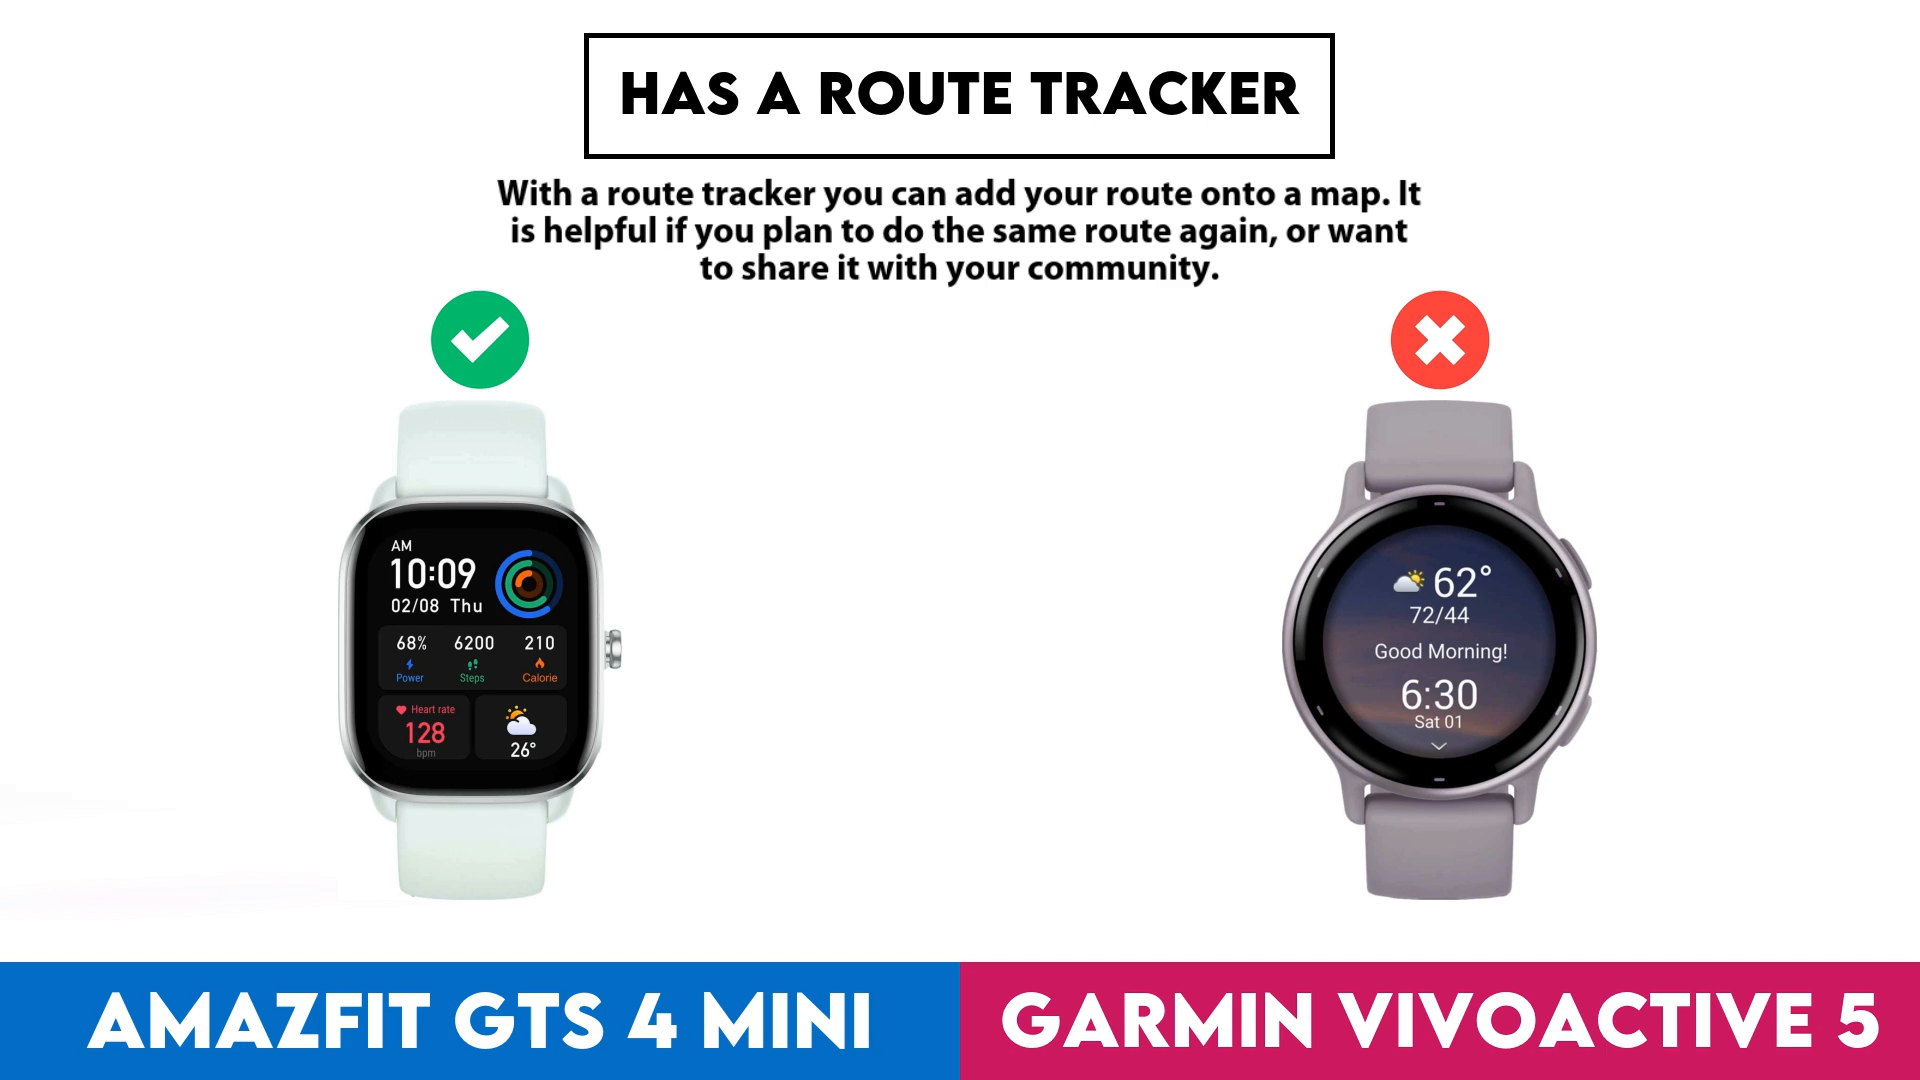 HAS A ROUTE TRACKER
With a route tracker you can add your route onto a map. It
is helpful if you plan to do the same route again, or want
to share it with your community.
AM
10:09
02/08 Thu
68% 6200 210
Power Steps Calorie
Heart rate
128
bpm
26°
62°
72/44
Good Morning!
6:30
Sat 01
AMAZFIT GTS 4 MINI
GARMIN VIVOACTIVE 5